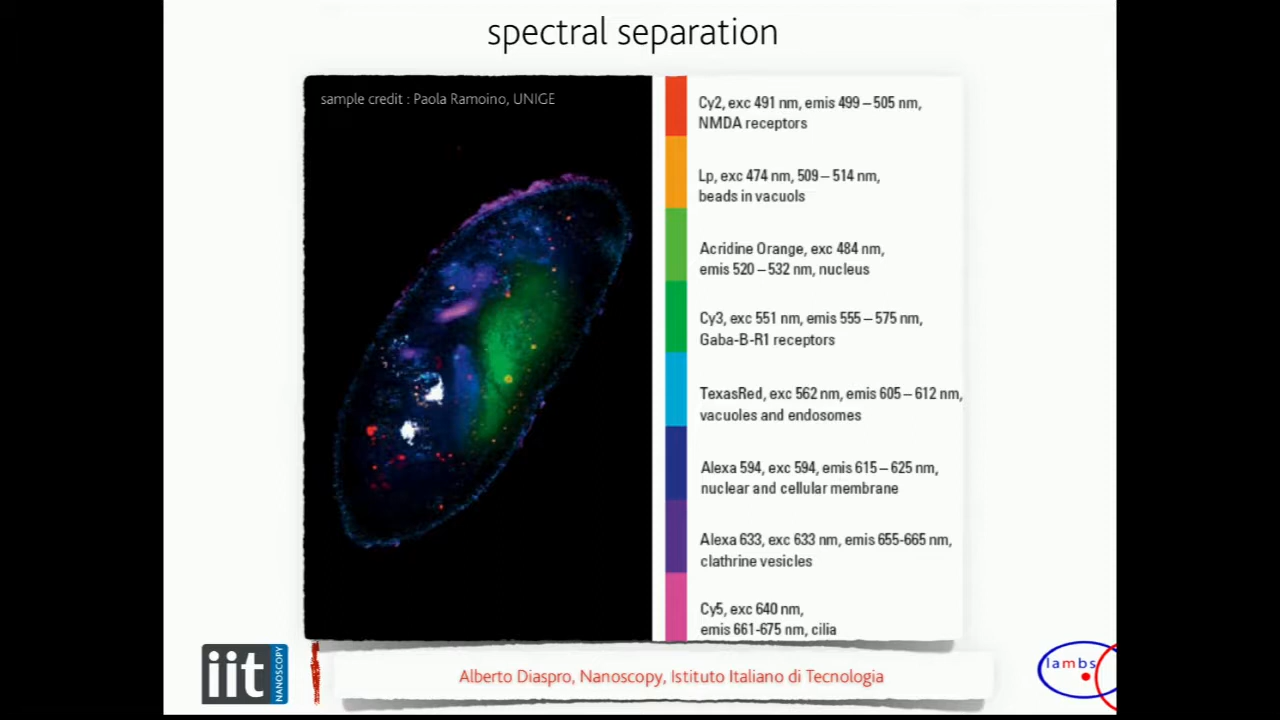 spectral separation
sample credit : Paola Ramoino, UNIGE
Cy2, exc 491 nm, emis 499 – 505 nm,
NMDA receptors
Lp, exc 474 nm, 509 – 514 nm,
beads in vacuols
Acridine Orange, exc 484 nm,
emis 520 – 532 nm, nucleus
Cy3, exc 551 nm, emis 555 – 575 nm,
Gaba-B-R1 receptors
TexasRed, exc 562 nm, emis 605 – 612 nm,
vacuoles and endosomes
Alexa 594, exc 594, emis 615 – 625 nm,
nuclear and cellular membrane
Alexa 633, exc 633 nm, emis 655-665 nm,
clathrine vesicles
Cy5, exc 640 nm,
emis 661-675 nm, cilia
iit
NANOSCOPY
Alberto Diaspro, Nanoscopy, Istituto Italiano di Tecnologia
lambs